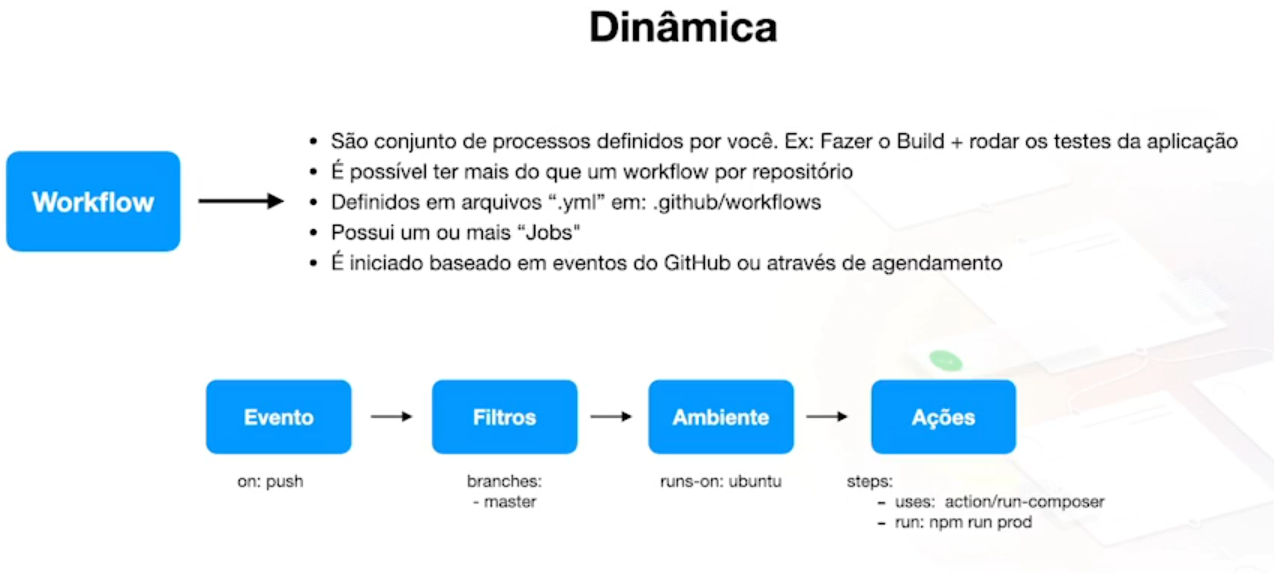 Dinâmica
Workflow
• São conjunto de processos definidos por você. Ex: Fazer o Build + rodar os testes da aplicação
• É possível ter mais do que um workflow por repositório
• Definidos em arquivos “.yml” em: .github/workflows
• Possui um ou mais “Jobs"
• É iniciado baseado em eventos do GitHub ou através de agendamento
Evento
Filtros
Ambiente
Ações
on: push
branches:
- master
runs-on: ubuntu
steps:
– uses: action/run-composer
– run: npm run prod